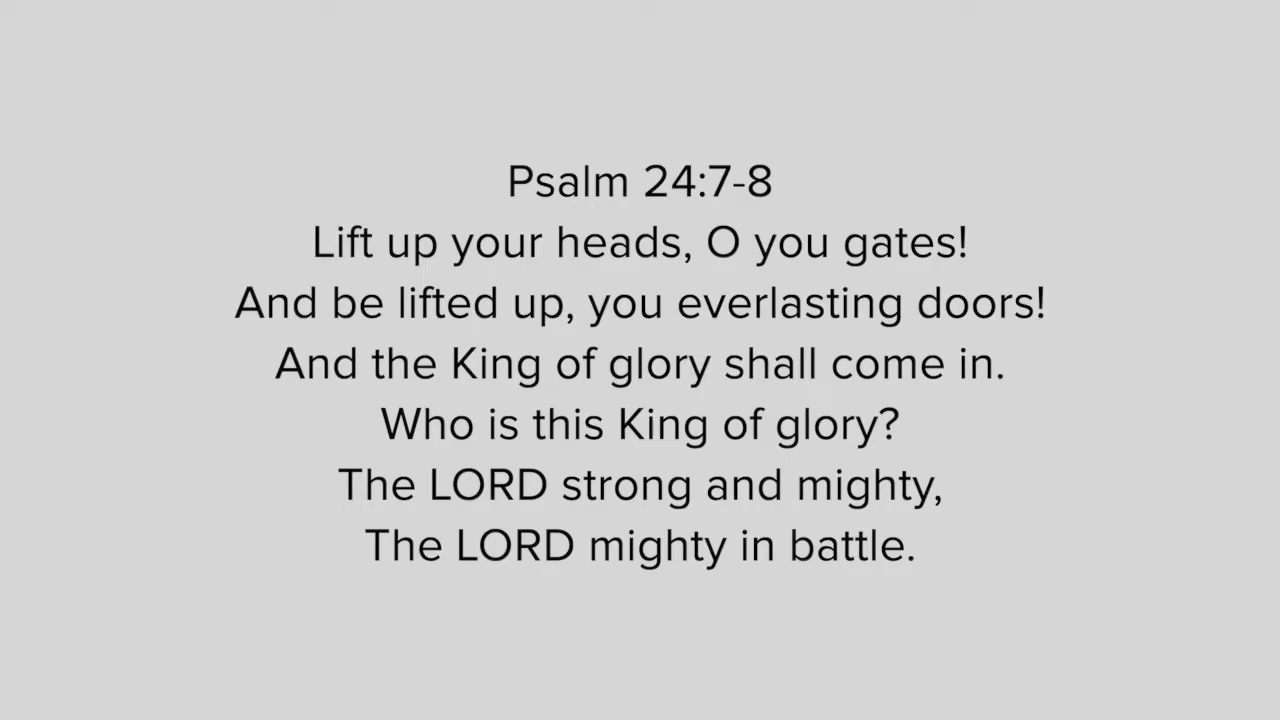 Psalm 24:7-8
Lift up your heads, O you gates!
And be lifted up, you everlasting doors!
And the King of glory shall come in.
Who is this King of glory?
The LORD strong and mighty,
The LORD mighty in battle.